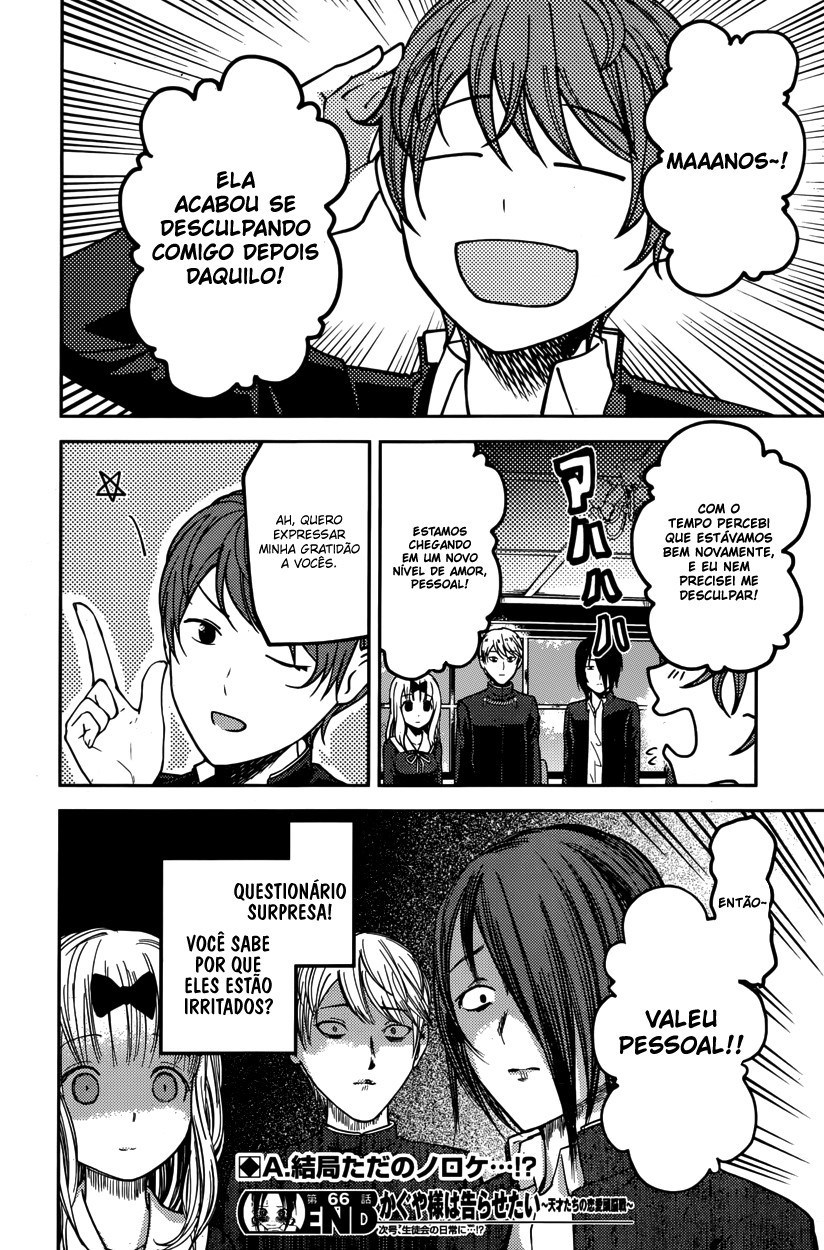 MAAANOS~!
ELA
ACABOU SE
DESCULPANDO
COMIGO DEPOIS
DAQUILO!
COM O
TEMPO PERCEBI
QUE ESTÁVAMOS
BEM NOVAMENTE,
E EU NEM
PRECISEI ME
DESCULPAR!
アハハハ
ESTAMOS
CHEGANDO
EM UM NOVO
NÍVEL DE AMOR,
PESSOAL!
AH, QUERO
EXPRESSAR
MINHA GRATIDÃO
A VOCÊS.
ENTÃO~
VALEU
PESSOAL!!
QUESTIONÁRIO
SURPRESA!
VOCÊ SABE
POR QUE
ELES ESTÃO
IRRITADOS?
◆A.結局ただのノロケ…!?
第66話 END かぐや様は告らせたい~天才たちの恋愛頭脳戦~
次号、生徒会の日常に…!?